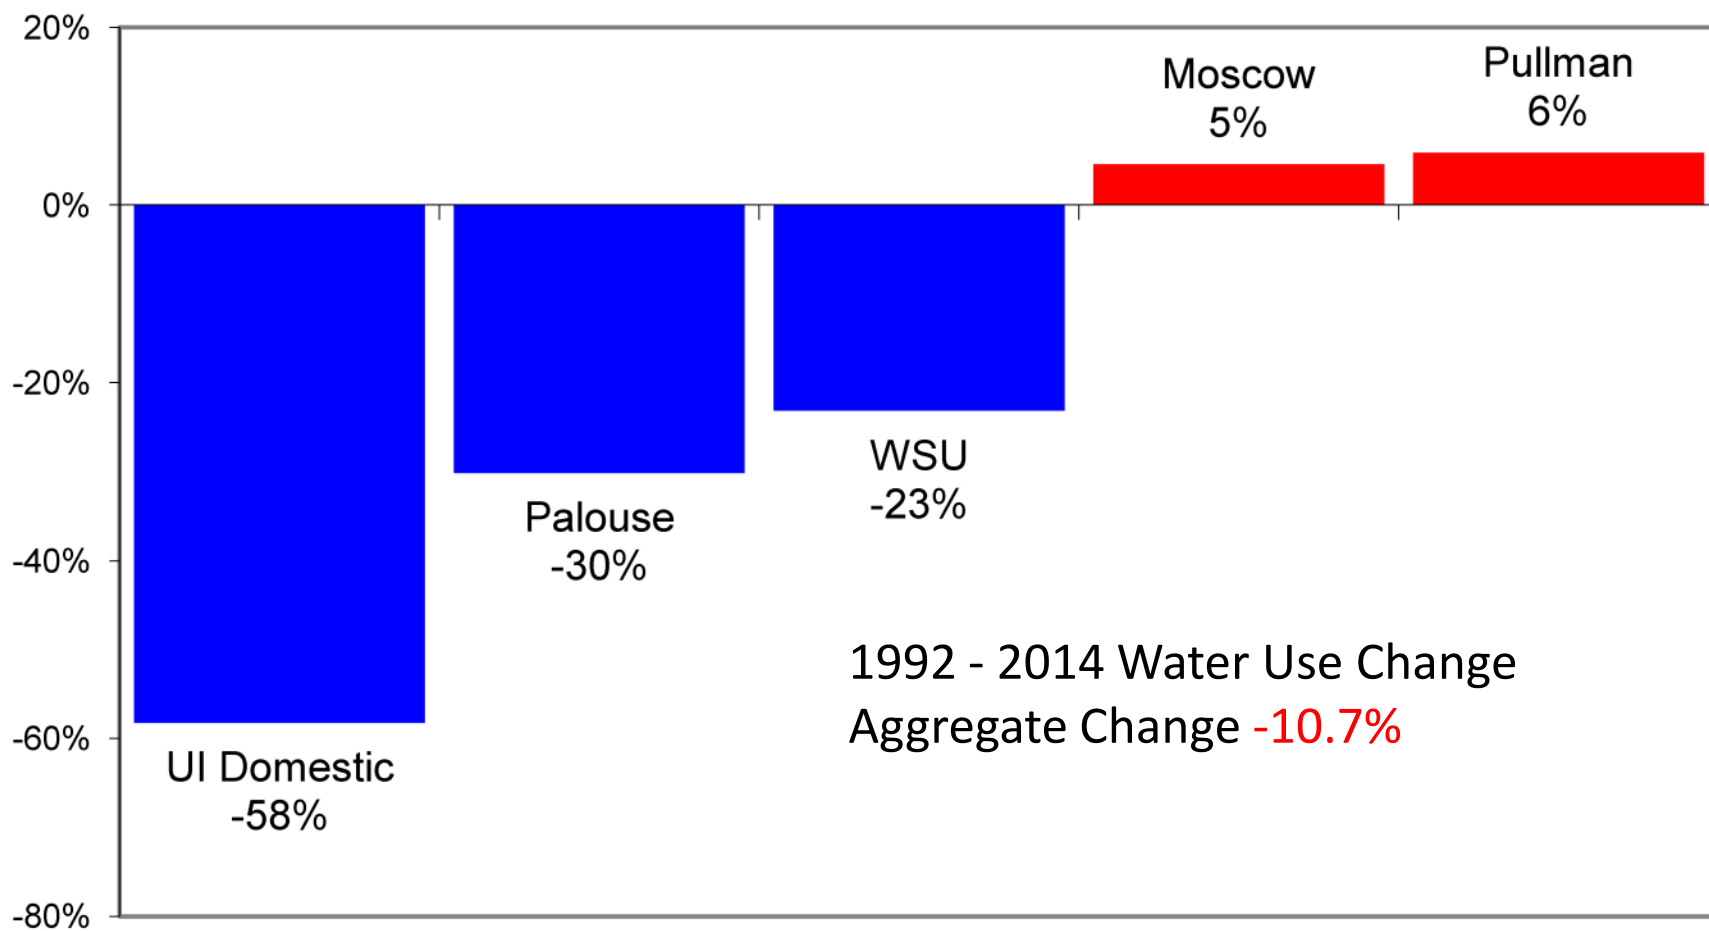 20%
0%
-20%
-40%
-60%
-80%
UI Domestic
-58%
Palouse
-30%
WSU
-23%
Moscow
5%
Pullman
6%
1992 - 2014 Water Use Change
Aggregate Change -10.7%